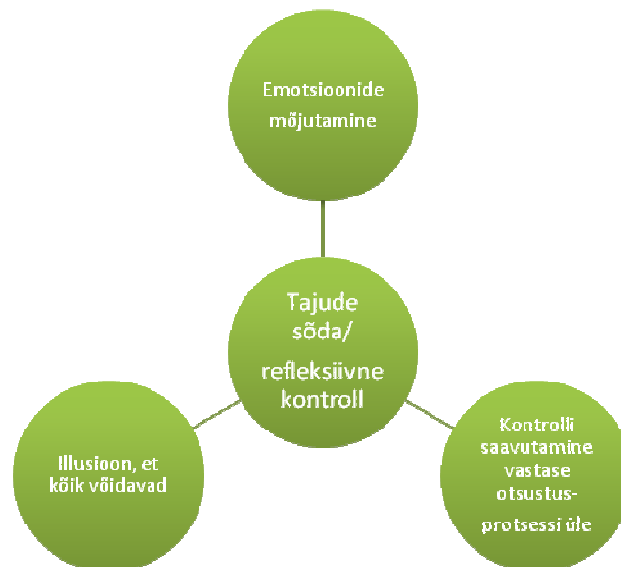 Emotsioonide
mõjutamine
Tajude
sõda/
refleksiivne
kontroll
Illusioon, et
kõik võidavad
Kontrolli
saavutamine
vastase
otsustus-
protsessi üle